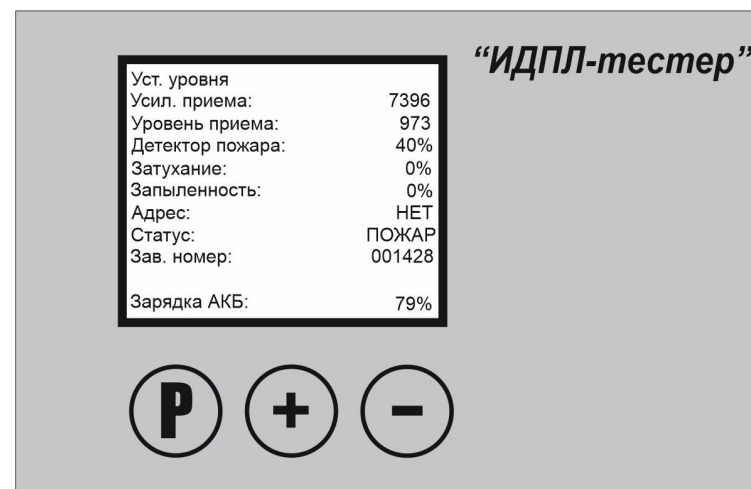 “ИДПЛ-тестер”
Уст. уровня
Усил. приема: 7396
Уровень приема: 973
Детектор пожара: 40%
Затухание: 0%
Запыленность: 0%
Адрес: НЕТ
Статус: ПОЖАР
Зав. номер: 001428
Зарядка АКБ: 79%
P + −